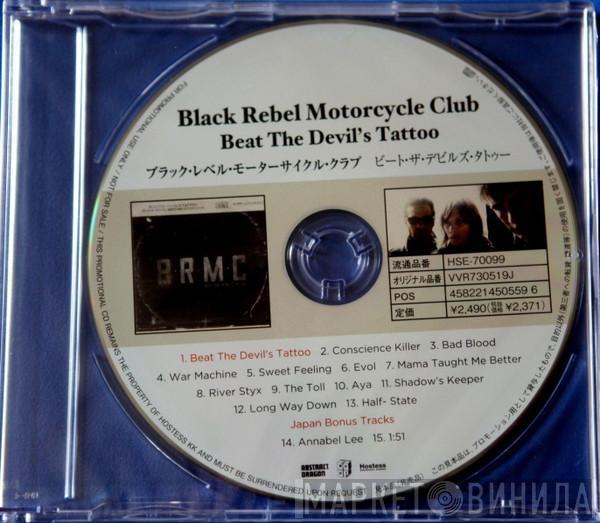 Black Rebel Motorcycle Club
Beat The Devil's Tattoo
ブラック・レベル・モーターサイクル・クラブ ビート・ザ・デビルズ・タトゥー
BRMC
流通品番 HSE-70099
オリジナル品番 VVR730519J
POS 458221450559 6
定価 ¥2,490(税抜価格 ¥2,371)
1. Beat The Devil's Tattoo 2. Conscience Killer 3. Bad Blood
4. War Machine 5. Sweet Feeling 6. Evol 7. Mama Taught Me Better
8. River Styx 9. The Toll 10. Aya 11. Shadow's Keeper
12. Long Way Down 13. Half- State
Japan Bonus Tracks
14. Annabel Lee 15. 1:51
ABSTRACT DRAGON
Hostess
FOR PROMOTIONAL USE ONLY / NOT FOR SALE / THIS PROMOTIONAL CD REMAINS THE PROPERTY OF HOSTESS KK AND MUST BE SURRENDERED UPON REQUEST
МАРКЕТ ВИНИЛА